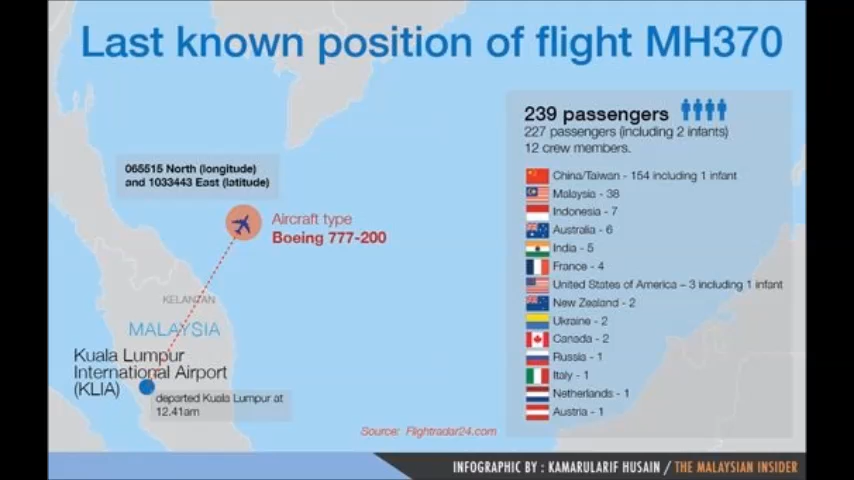 Last known position of flight MH370
239 passengers
227 passengers (including 2 infants)
12 crew members.
065515 North (longitude)
and 1033443 East (latitude)
Aircraft type
Boeing 777-200
China/Taiwan - 154 including 1 infant
Malaysia - 38
Indonesia - 7
Australia - 6
India - 5
France - 4
United States of America – 3 including 1 infant
New Zealand - 2
Ukraine - 2
Canada - 2
Russia - 1
Italy - 1
Netherlands - 1
Austria - 1
KELANTAN
MALAYSIA
Kuala Lumpur
International Airport
(KLIA)
departed Kuala Lumpur at
12.41am
Source: Flightradar24.com
INFOGRAPHIC BY : KAMARULARIF HUSAIN / THE MALAYSIAN INSIDER